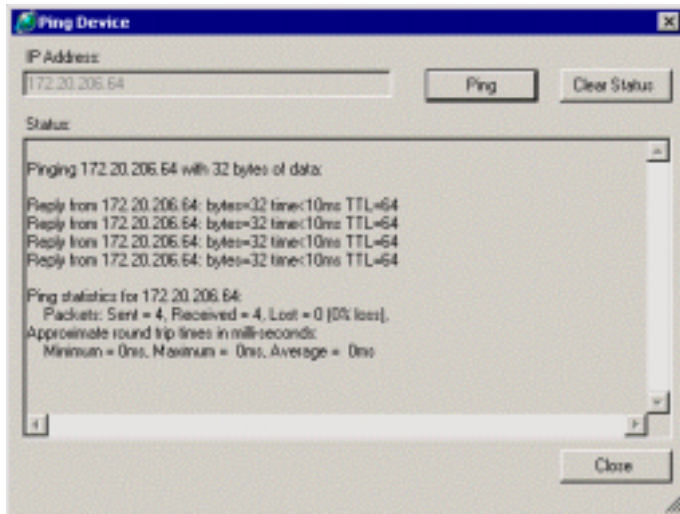 Ping Device
IP Address:
172.20.206.64
Ping
Clear Status
Status:
Pinging 172.20.206.64 with 32 bytes of data:
Reply from 172.20.206.64: bytes=32 time<10ms TTL=64
Reply from 172.20.206.64: bytes=32 time<10ms TTL=64
Reply from 172.20.206.64: bytes=32 time<10ms TTL=64
Reply from 172.20.206.64: bytes=32 time<10ms TTL=64
Ping statistics for 172.20.206.64:
Packets: Sent = 4, Received = 4, Lost = 0 (0% loss),
Approximate round trip times in milli-seconds:
Minimum = 0ms, Maximum =  0ms, Average =  0ms
Close